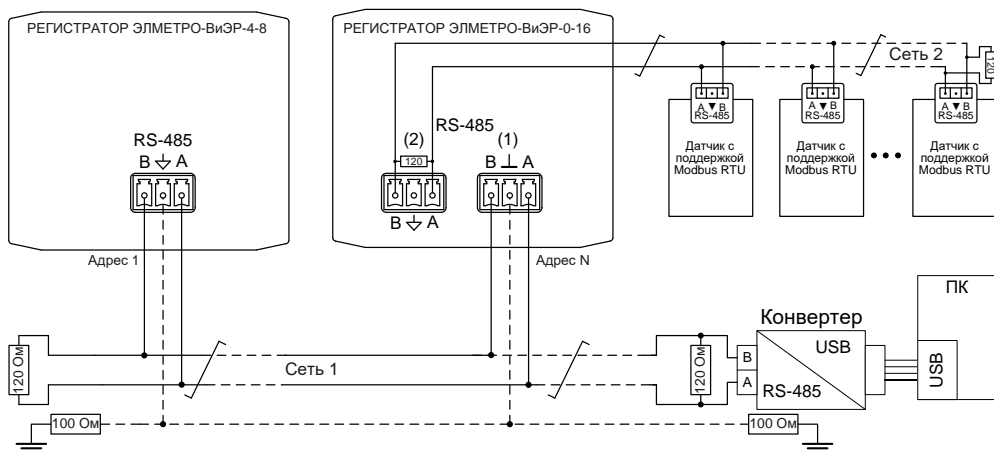 РЕГИСТРАТОР ЭЛМЕТРО-ВиЭР-4-8
РЕГИСТРАТОР ЭЛМЕТРО-ВиЭР-0-16
Сеть 2
120
A B
RS-485
A B
RS-485
A B
RS-485
Датчик с
поддержкой
Modbus RTU
Датчик с
поддержкой
Modbus RTU
Датчик с
поддержкой
Modbus RTU
RS-485
B A
RS-485
(2)
(1)
120
B A
B A
Адрес 1
Адрес N
ПК
Конвертер
USB
RS-485
B
A
USB
120 Ом
Сеть 1
120 Ом
100 Ом
100 Ом